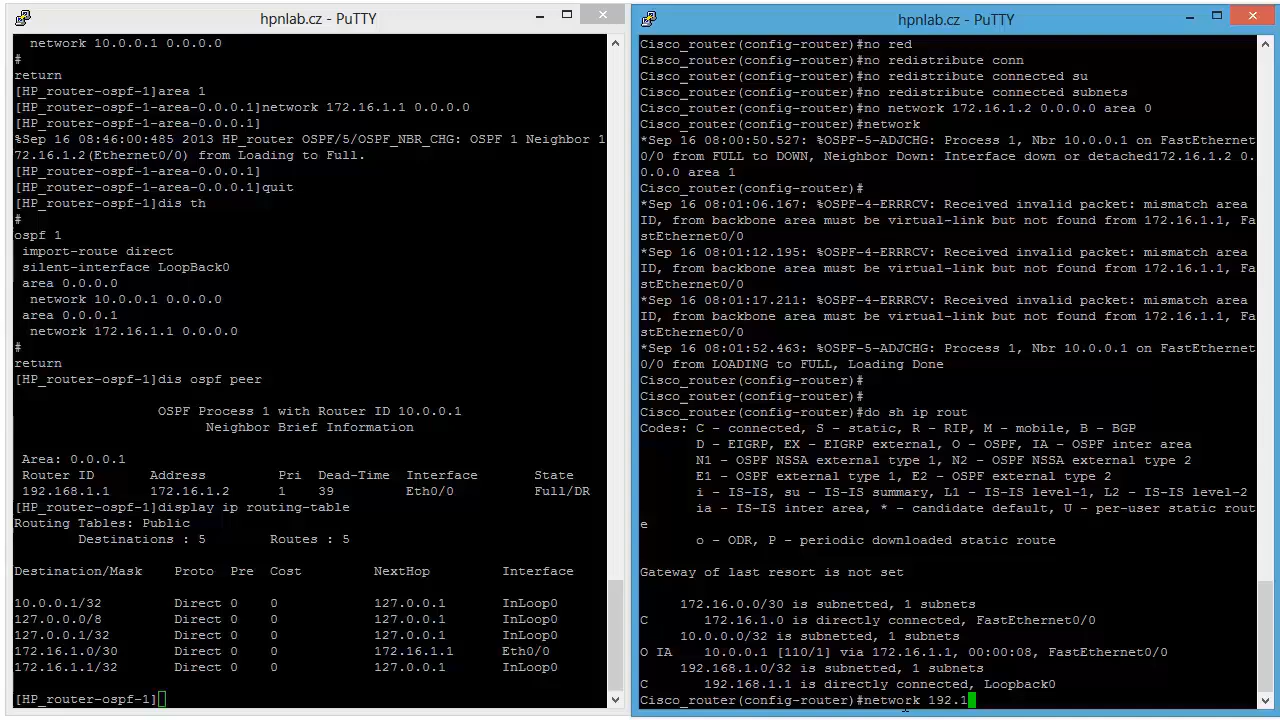 hpnlab.cz - PuTTY
network 10.0.0.1 0.0.0.0
#
return
[HP_router-ospf-1]area 1
[HP_router-ospf-1-area-0.0.0.1]network 172.16.1.1 0.0.0.0
[HP_router-ospf-1-area-0.0.0.1]
%Sep 16 08:46:00:485 2013 HP_router OSPF/5/OSPF_NBR_CHG: OSPF 1 Neighbor 1
72.16.1.2(Ethernet0/0) from Loading to Full.
[HP_router-ospf-1-area-0.0.0.1]
[HP_router-ospf-1-area-0.0.0.1]quit
[HP_router-ospf-1]dis th
#
ospf 1
import-route direct
silent-interface LoopBack0
area 0.0.0.0
network 10.0.0.1 0.0.0.0
area 0.0.0.1
network 172.16.1.1 0.0.0.0
#
return
[HP_router-ospf-1]dis ospf peer
OSPF Process 1 with Router ID 10.0.0.1
Neighbor Brief Information
Area: 0.0.0.1
Router ID Address Pri Dead-Time Interface State
192.168.1.1 172.16.1.2 1 39 Eth0/0 Full/DR
[HP_router-ospf-1]display ip routing-table
Routing Tables: Public
Destinations : 5 Routes : 5
Destination/Mask Proto Pre Cost NextHop Interface
10.0.0.1/32 Direct 0 0 127.0.0.1 InLoop0
127.0.0.0/8 Direct 0 0 127.0.0.1 InLoop0
127.0.0.1/32 Direct 0 0 127.0.0.1 InLoop0
172.16.1.0/30 Direct 0 0 172.16.1.1 Eth0/0
172.16.1.1/32 Direct 0 0 127.0.0.1 InLoop0
[HP_router-ospf-1]
hpnlab.cz - PuTTY
Cisco_router(config-router)#no red
Cisco_router(config-router)#no redistribute conn
Cisco_router(config-router)#no redistribute connected su
Cisco_router(config-router)#no redistribute connected subnets
Cisco_router(config-router)#no network 172.16.1.2 0.0.0.0 area 0
Cisco_router(config-router)#network
*Sep 16 08:00:50.527: %OSPF-5-ADJCHG: Process 1, Nbr 10.0.0.1 on FastEthernet
0/0 from FULL to DOWN, Neighbor Down: Interface down or detached172.16.1.2 0.
0.0.0 area 1
Cisco_router(config-router)#
*Sep 16 08:01:06.167: %OSPF-4-ERRRCV: Received invalid packet: mismatch area
ID, from backbone area must be virtual-link but not found from 172.16.1.1, Fa
stEthernet0/0
*Sep 16 08:01:12.195: %OSPF-4-ERRRCV: Received invalid packet: mismatch area
ID, from backbone area must be virtual-link but not found from 172.16.1.1, Fa
stEthernet0/0
*Sep 16 08:01:17.211: %OSPF-4-ERRRCV: Received invalid packet: mismatch area
ID, from backbone area must be virtual-link but not found from 172.16.1.1, Fa
stEthernet0/0
*Sep 16 08:01:52.463: %OSPF-5-ADJCHG: Process 1, Nbr 10.0.0.1 on FastEthernet
0/0 from LOADING to FULL, Loading Done
Cisco_router(config-router)#
Cisco_router(config-router)#
Cisco_router(config-router)#do sh ip rout
Codes: C - connected, S - static, R - RIP, M - mobile, B - BGP
D - EIGRP, EX - EIGRP external, O - OSPF, IA - OSPF inter area
N1 - OSPF NSSA external type 1, N2 - OSPF NSSA external type 2
E1 - OSPF external type 1, E2 - OSPF external type 2
i - IS-IS, su - IS-IS summary, L1 - IS-IS level-1, L2 - IS-IS level-2
ia - IS-IS inter area, * - candidate default, U - per-user static rout
e
o - ODR, P - periodic downloaded static route
Gateway of last resort is not set
172.16.0.0/30 is subnetted, 1 subnets
C 172.16.1.0 is directly connected, FastEthernet0/0
10.0.0.0/32 is subnetted, 1 subnets
O IA 10.0.0.1 [110/1] via 172.16.1.1, 00:00:08, FastEthernet0/0
192.168.1.0/32 is subnetted, 1 subnets
C 192.168.1.1 is directly connected, Loopback0
Cisco_router(config-router)#network 192.1